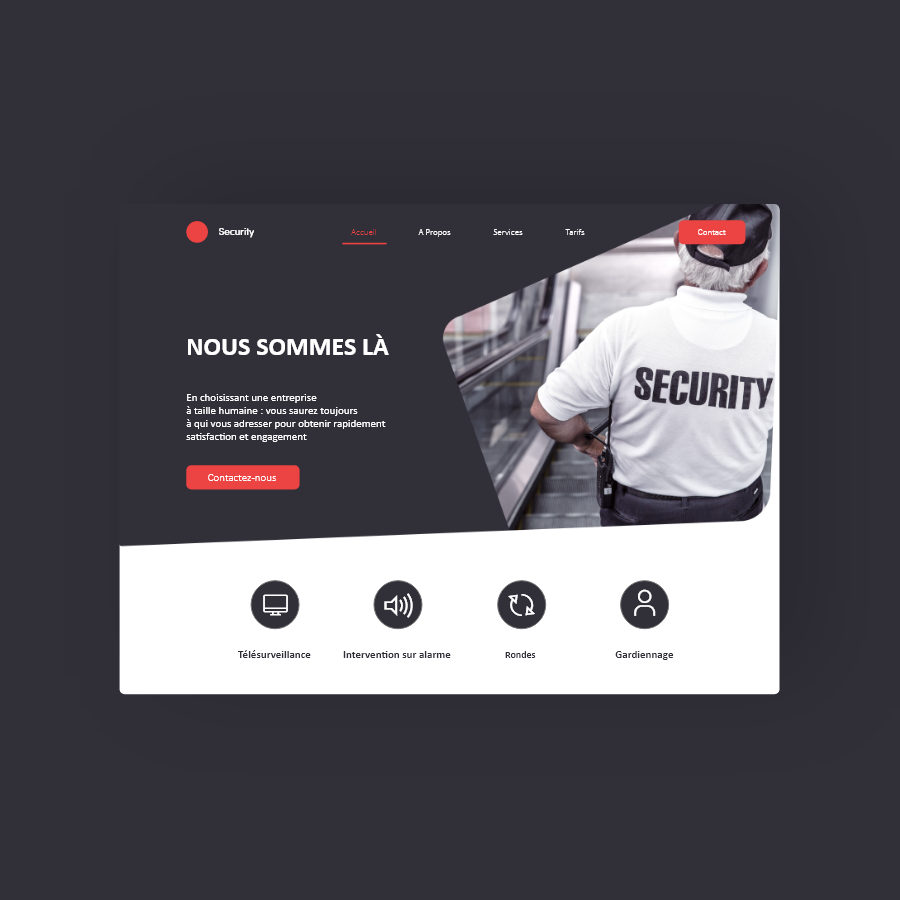 Security
Accueil
A Propos
Services
Tarifs
Contact
NOUS SOMMES LÀ
En choisissant une entreprise
à taille humaine : vous saurez toujours
à qui vous adresser pour obtenir rapidement
satisfaction et engagement
Contactez-nous
SECURITY
Télésurveillance
Intervention sur alarme
Rondes
Gardiennage